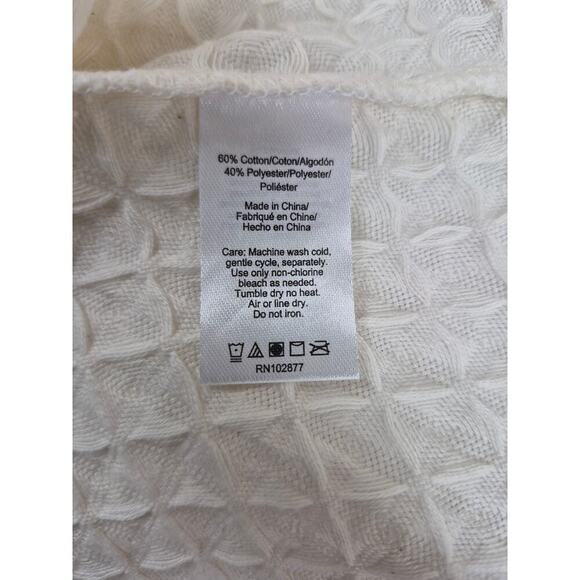 60% Cotton/Coton/Algodón
40% Polyester/Polyester/
Poliéster
Made in China/
Fabriqué en Chine/
Hecho en China
Care: Machine wash cold,
gentle cycle, separately.
Use only non-chlorine
bleach as needed.
Tumble dry no heat.
Air or line dry.
Do not iron.
RN102877